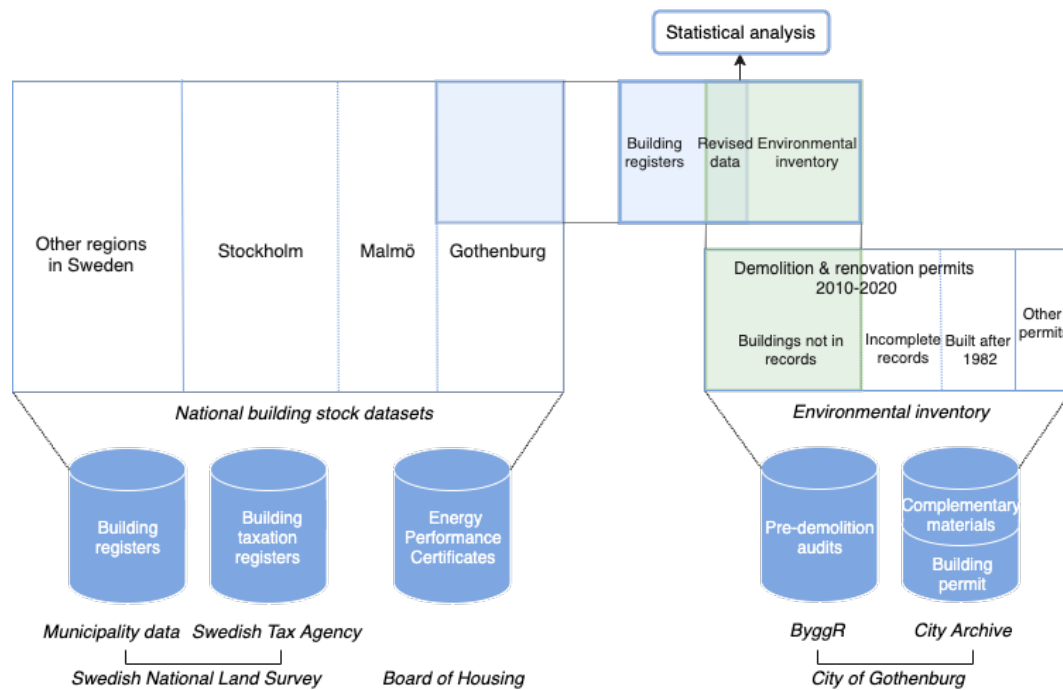 Statistical analysis
Building
registers
Revised
data
Environmental
inventory
Other regions
in Sweden
Stockholm
Malmö
Gothenburg
Demolition & renovation permits
2010-2020
Buildings not in
records
Incomplete
records
Built after
1982
Other
permits
National building stock datasets
Environmental inventory
Building
registers
Building
taxation
registers
Energy
Performance
Certificates
Pre-demolition
audits
Complementary
materials
Building
permit
Municipality data
Swedish Tax Agency
ByggR
City Archive
Swedish National Land Survey
Board of Housing
City of Gothenburg